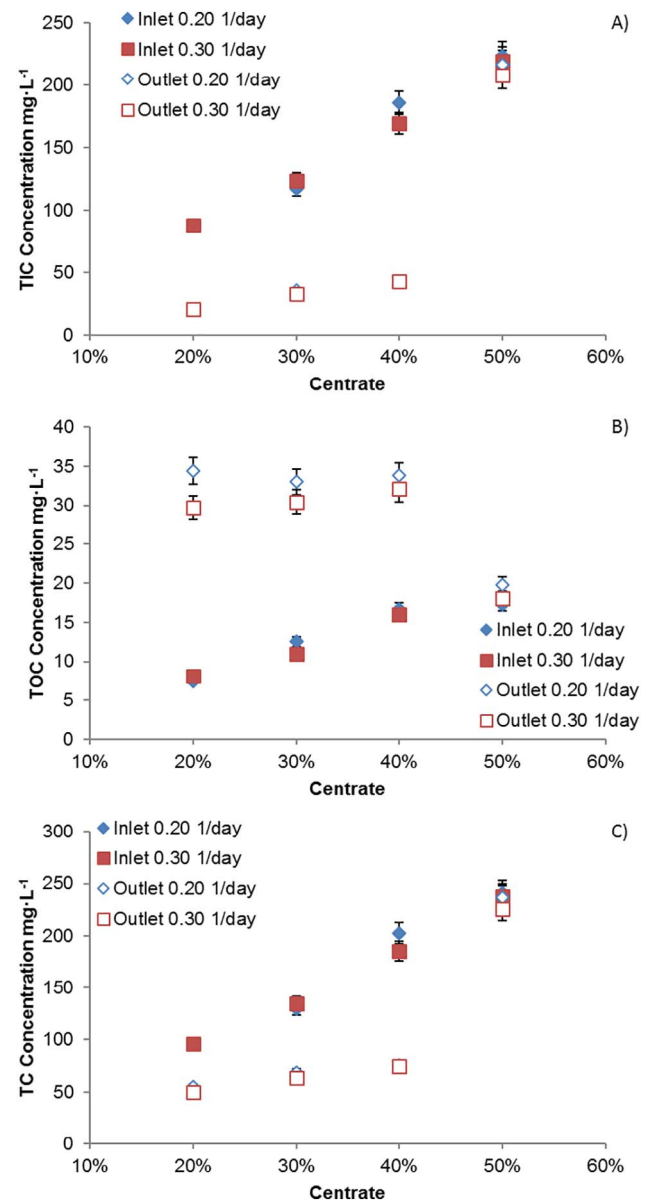 A)
Inlet 0.20 1/day
Inlet 0.30 1/day
Outlet 0.20 1/day
Outlet 0.30 1/day
TIC Concentration mg·L-1
250
200
150
100
50
0
10% 20% 30% 40% 50% 60%
Centrate
B)
TOC Concentration mg·L-1
40
35
30
25
20
15
10
5
0
Inlet 0.20 1/day
Inlet 0.30 1/day
Outlet 0.20 1/day
Outlet 0.30 1/day
10% 20% 30% 40% 50% 60%
Centrate
C)
Inlet 0.20 1/day
Inlet 0.30 1/day
Outlet 0.20 1/day
Outlet 0.30 1/day
TC Concentration mg·L-1
300
250
200
150
100
50
0
10% 20% 30% 40% 50% 60%
Centrate